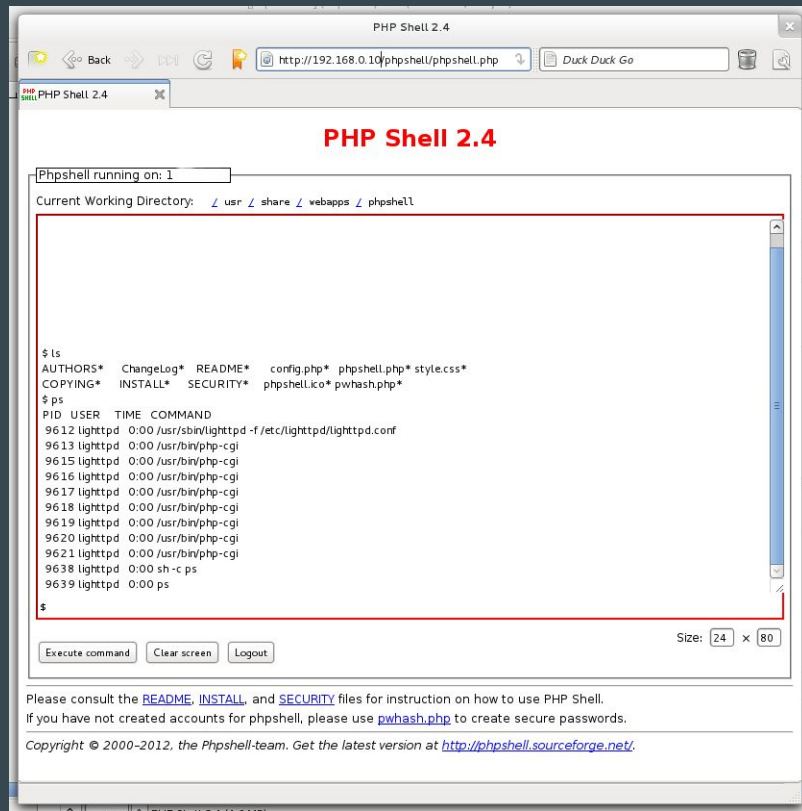 PHP Shell 2.4
Back
http://192.168.0.10/phpshell/phpshell.php
Duck Duck Go
PHP SHELL PHP Shell 2.4
PHP Shell 2.4
Phpshell running on: 1
Current Working Directory: / usr / share / webapps / phpshell
$ ls
AUTHORS* ChangeLog* README* config.php* phpshell.php* style.css*
COPYING* INSTALL* SECURITY* phpshell.ico* pwhash.php*
$ ps
PID USER TIME COMMAND
9612 lighttpd 0:00 /usr/sbin/lighttpd -f /etc/lighttpd/lighttpd.conf
9613 lighttpd 0:00 /usr/bin/php-cgi
9615 lighttpd 0:00 /usr/bin/php-cgi
9616 lighttpd 0:00 /usr/bin/php-cgi
9617 lighttpd 0:00 /usr/bin/php-cgi
9618 lighttpd 0:00 /usr/bin/php-cgi
9619 lighttpd 0:00 /usr/bin/php-cgi
9620 lighttpd 0:00 /usr/bin/php-cgi
9621 lighttpd 0:00 /usr/bin/php-cgi
9638 lighttpd 0:00 sh -c ps
9639 lighttpd 0:00 ps
$
Size: 24 × 80
Execute command Clear screen Logout
Please consult the README, INSTALL, and SECURITY files for instruction on how to use PHP Shell.
If you have not created accounts for phpshell, please use pwhash.php to create secure passwords.
Copyright © 2000–2012, the Phpshell-team. Get the latest version at http://phpshell.sourceforge.net/.